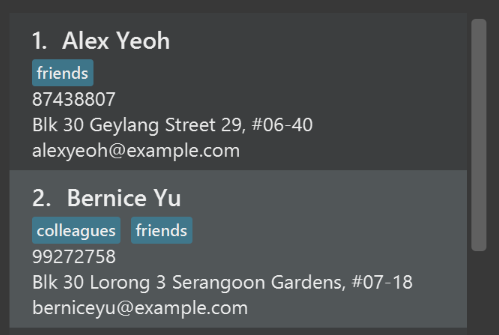 1. Alex Yeoh
friends
87438807
Blk 30 Geylang Street 29, #06-40
alexyeoh@example.com
2. Bernice Yu
colleagues friends
99272758
Blk 30 Lorong 3 Serangoon Gardens, #07-18
berniceyu@example.com